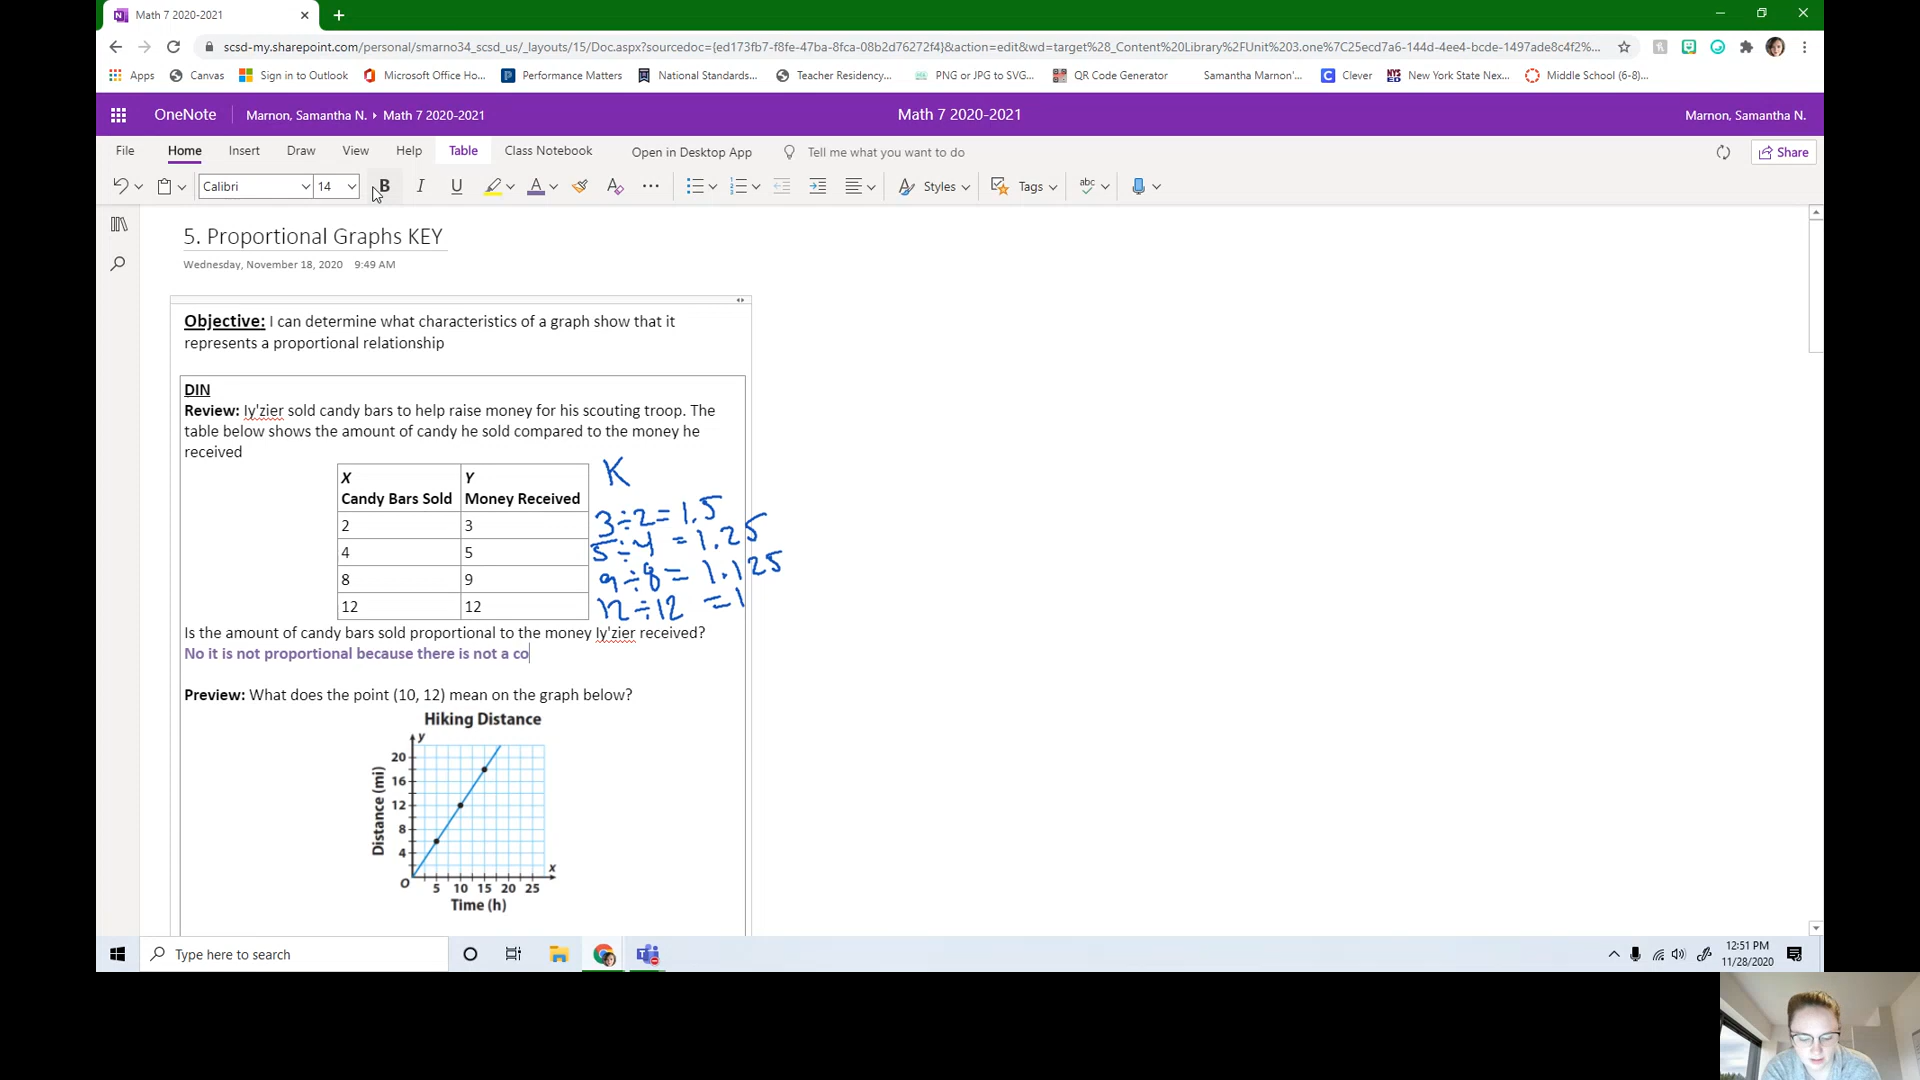 Math 7 2020-2021
scsd-my.sharepoint.com/personal/smarno34_scsd_us/_layouts/15/Doc.aspx?sourcedoc={ed173fb7-f8fe-47ba-8fca-08b2d76272f4}&action=edit&wd=target%28_Content%20Library%2FUnit%203.one%7C25ecd7a6-144d-4ee4-bcde-1497ade8c4f2%...
Apps Canvas Sign in to Outlook Microsoft Office Ho... Performance Matters National Standards... Teacher Residency... PNG or JPG to SVG... QR Code Generator Samantha Marnon'... Clever New York State Nex... Middle School (6-8)...
OneNote Marnon, Samantha N. ▸ Math 7 2020-2021 Math 7 2020-2021 Marnon, Samantha N.
File Home Insert Draw View Help Table Class Notebook Open in Desktop App Tell me what you want to do Share
Calibri 14 B I U A Styles Tags abc
5. Proportional Graphs KEY
Wednesday, November 18, 2020 9:49 AM
Objective: I can determine what characteristics of a graph show that it
represents a proportional relationship
DIN
Review: Iy'zier sold candy bars to help raise money for his scouting troop. The
table below shows the amount of candy he sold compared to the money he
received
X Y K
Candy Bars Sold Money Received
2 3 3÷2=1.5
4 5 5÷4 =1.25
8 9 9÷8= 1.125
12 12 12÷12 =1
Is the amount of candy bars sold proportional to the money Iy'zier received?
No it is not proportional because there is not a co
Preview: What does the point (10, 12) mean on the graph below?
Hiking Distance
y
20
16
12
8
4
Distance (mi)
x
O 5 10 15 20 25
Time (h)
Type here to search
12:51 PM
11/28/2020